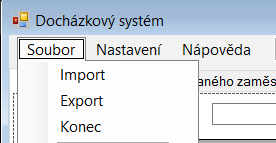 Docházkový systém
Soubor Nastavení Nápověda
Import
Export
Konec